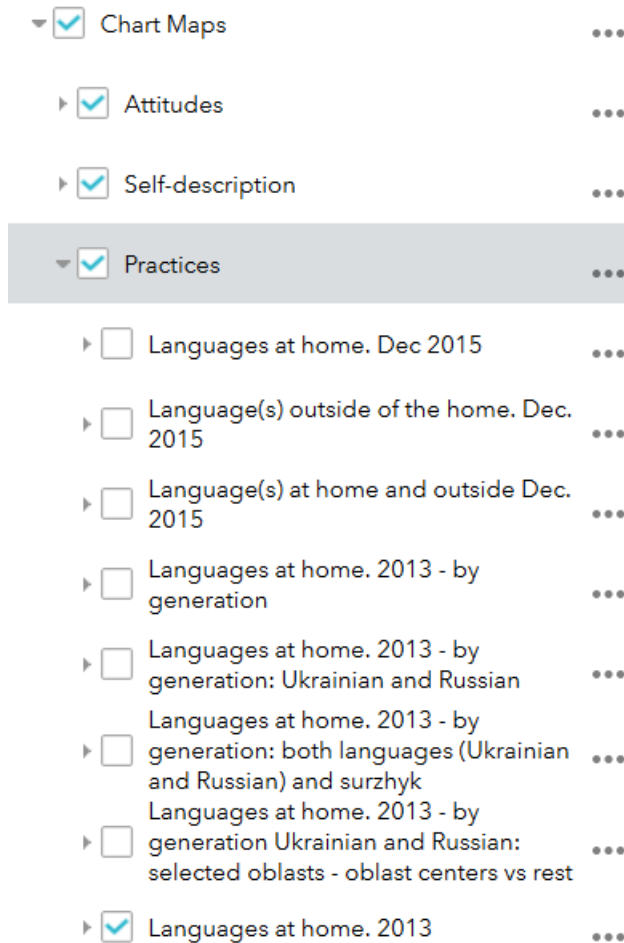 Chart Maps
Attitudes
Self-description
Practices
Languages at home. Dec 2015
Language(s) outside of the home. Dec.
2015
Language(s) at home and outside Dec.
2015
Languages at home. 2013 - by
generation
Languages at home. 2013 - by
generation: Ukrainian and Russian
Languages at home. 2013 - by
generation: both languages (Ukrainian
and Russian) and surzhyk
Languages at home. 2013 - by
generation Ukrainian and Russian:
selected oblasts - oblast centers vs rest
Languages at home. 2013